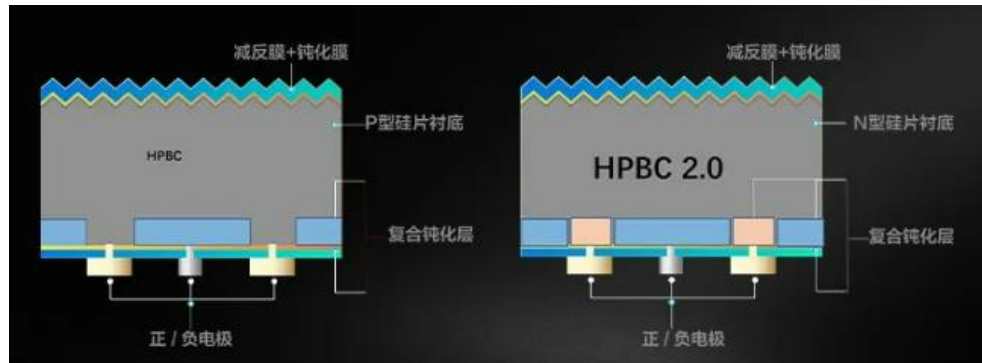 减反膜+钝化膜
P型硅片衬底
HPBC
复合钝化层
正 / 负电极
减反膜+钝化膜
N型硅片衬底
HPBC 2.0
复合钝化层
正 / 负电极